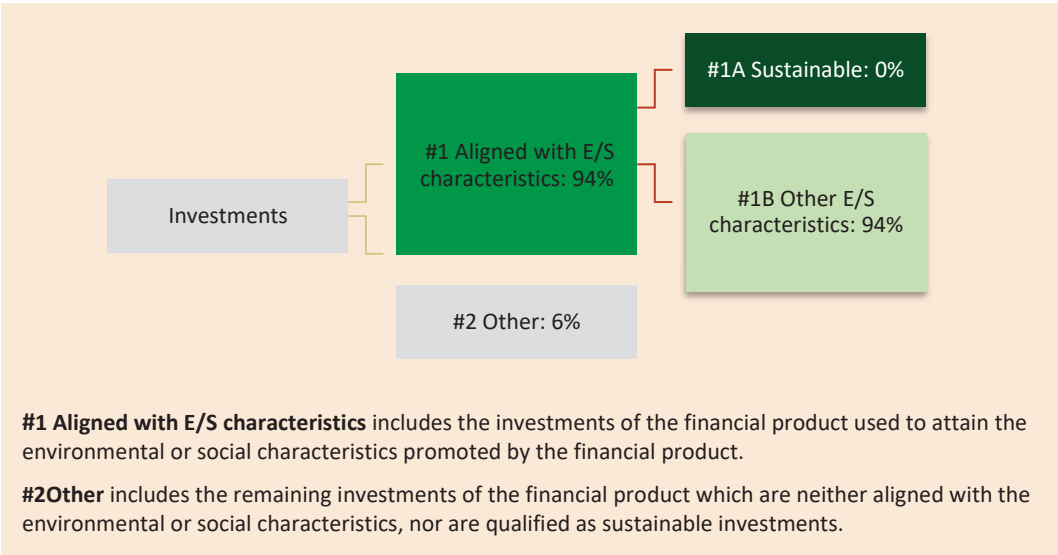 #1A Sustainable: 0%
#1 Aligned with E/S
characteristics: 94%
#1B Other E/S
characteristics: 94%
Investments
#2 Other: 6%
#1 Aligned with E/S characteristics includes the investments of the financial product used to attain the
environmental or social characteristics promoted by the financial product.
#2Other includes the remaining investments of the financial product which are neither aligned with the
environmental or social characteristics, nor are qualified as sustainable investments.